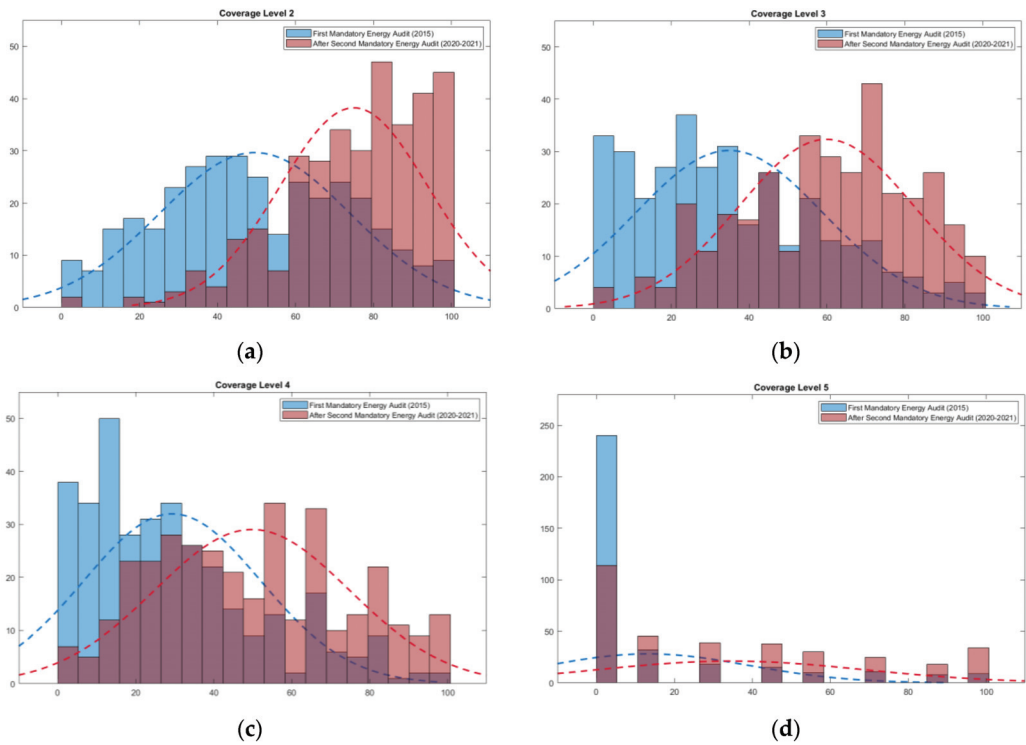 Coverage Level 2
First Mandatory Energy Audit (2015)
After Second Mandatory Energy Audit (2020-2021)
50
40
30
20
10
0
0 20 40 60 80 100
(a)
Coverage Level 3
First Mandatory Energy Audit (2015)
After Second Mandatory Energy Audit (2020-2021)
50
40
30
20
10
0
0 20 40 60 80 100
(b)
Coverage Level 4
First Mandatory Energy Audit (2015)
After Second Mandatory Energy Audit (2020-2021)
50
40
30
20
10
0
0 20 40 60 80 100
(c)
Coverage Level 5
First Mandatory Energy Audit (2015)
After Second Mandatory Energy Audit (2020-2021)
250
200
150
100
50
0
0 20 40 60 80 100
(d)